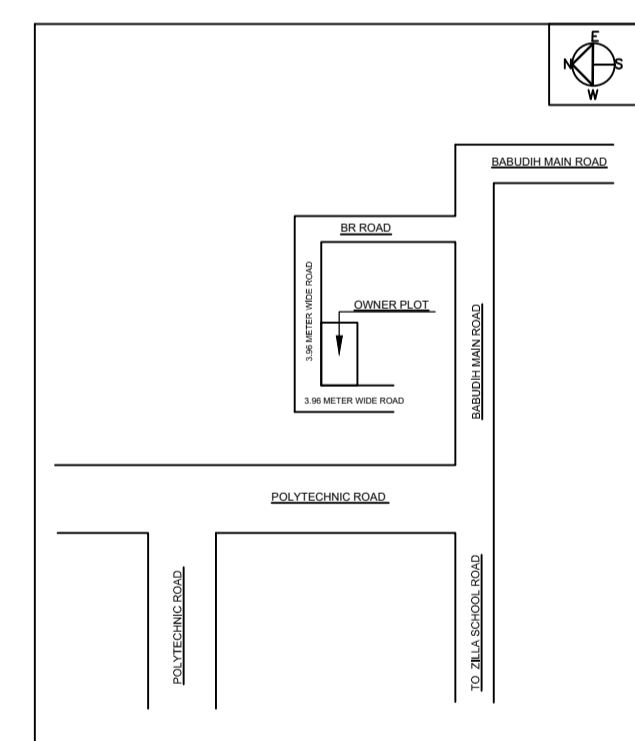 E
N
S
W
BABUDIH MAIN ROAD
BR ROAD
3.96 METER WIDE ROAD
OWNER PLOT
BABUDIH MAIN ROAD
3.96 METER WIDE ROAD
POLYTECHNIC ROAD
POLYTECHNIC ROAD
TO ZILLA SCHOOL ROAD